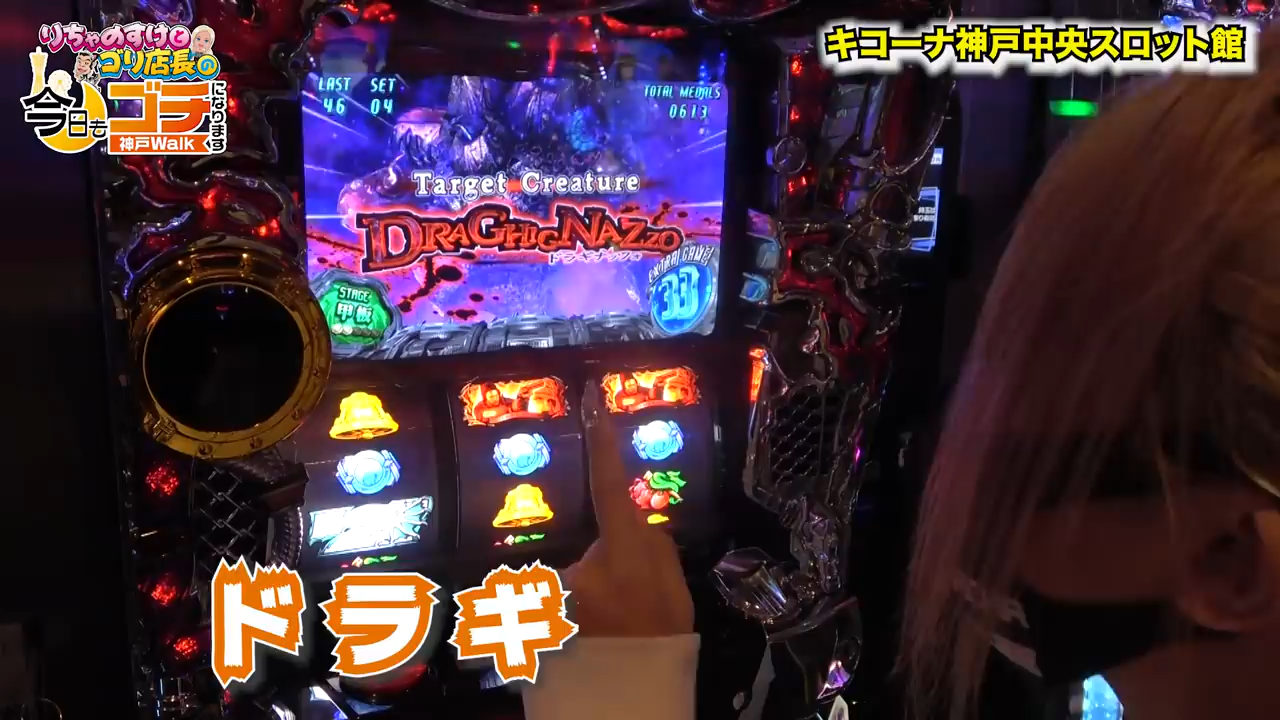 りちゃのすけと
ゴリ店長の
今日も
ゴチ
になります
神戸Walk
キコーナ神戸中央スロット館
LAST SET
46 04
TOTAL MEDALS
0613
Target Creature
DRAGHIGNAZZO
ドラギナッツォ
EXTRA GAME
33
STAGE
甲板
ドラギ